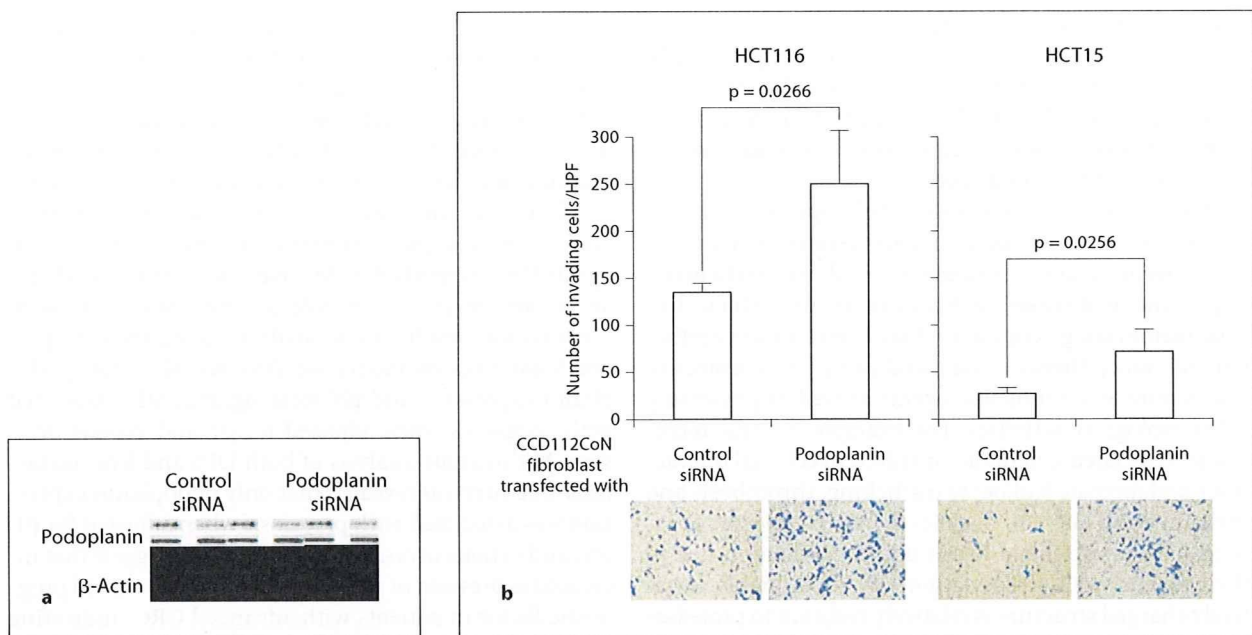 Control
siRNA
Podoplanin
siRNA
Podoplanin
β-Actin
a
HCT116
HCT15
p = 0.0266
p = 0.0256
Number of invading cells/HPF
300
250
200
150
100
50
0
CCD112CoN
fibroblast
transfected with
Control
siRNA
Podoplanin
siRNA
Control
siRNA
Podoplanin
siRNA
b